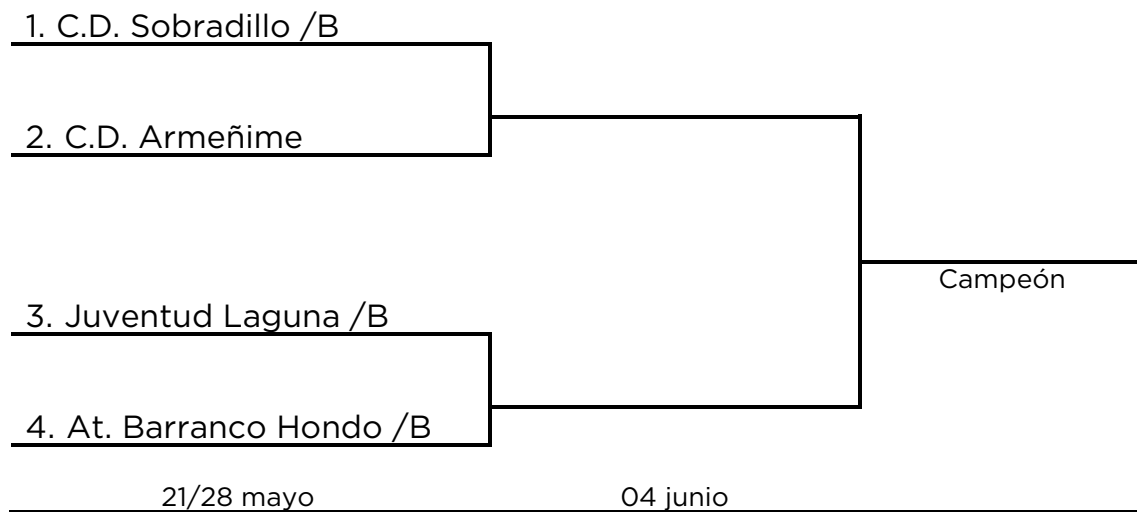 1. C.D. Sobradillo /B
2. C.D. Armeñime
Campeón
3. Juventud Laguna /B
4. At. Barranco Hondo /B
21/28 mayo 04 junio